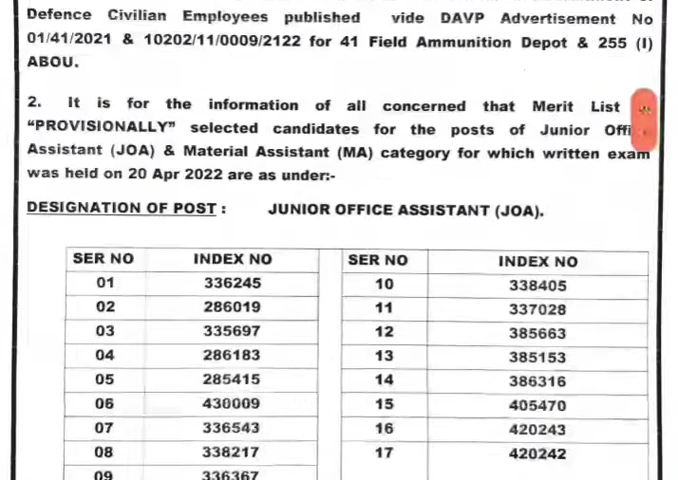 Defence Civilian Employees published vide DAVP Advertisement No
01/41/2021 & 10202/11/0009/2122 for 41 Field Ammunition Depot & 255 (I)
ABOU.
2. It is for the information of all concerned that Merit List
“PROVISIONALLY” selected candidates for the posts of Junior
Assistant (JOA) & Material Assistant (MA) category for which written exam
was held on 20 Apr 2022 are as under:-
DESIGNATION OF POST : JUNIOR OFFICE ASSISTANT (JOA).
SER NO INDEX NO SER NO INDEX NO
01 336245 10 338405
02 286019 11 337028
03 335697 12 385663
04 286183 13 385153
05 285415 14 386316
06 430009 15 405470
07 336543 16 420243
08 338217 17 420242
09 336367